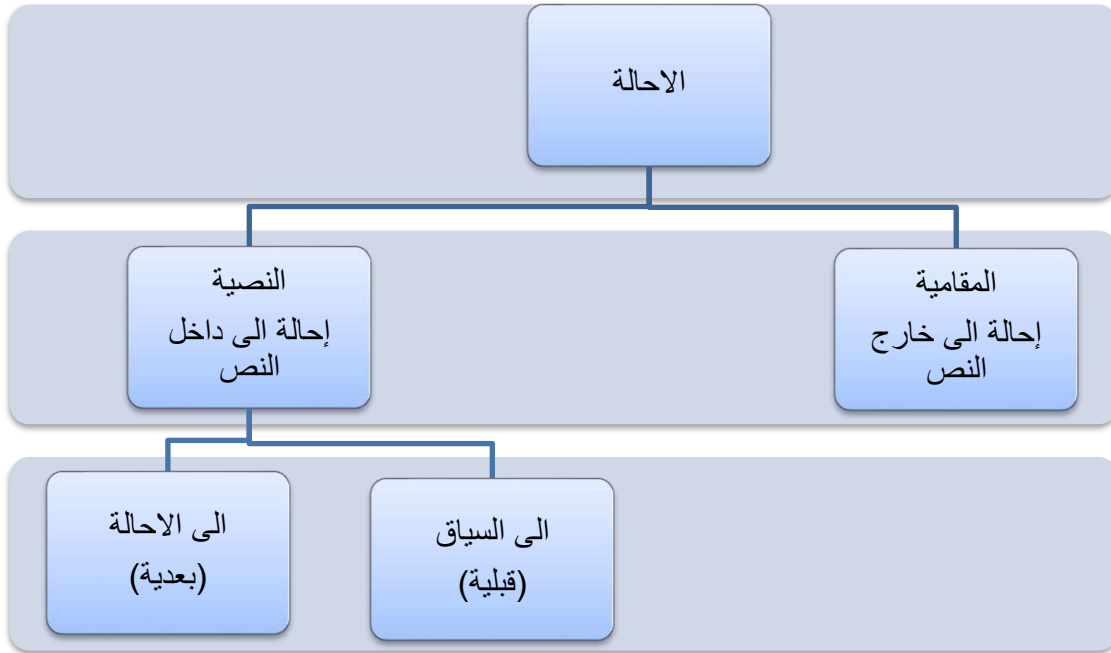 الاحالة
المقامية
إحالة الى خارج
النص
النصية
إحالة الى داخل
النص
الى السياق
(قبلية)
الى الاحالة
(بعدية)